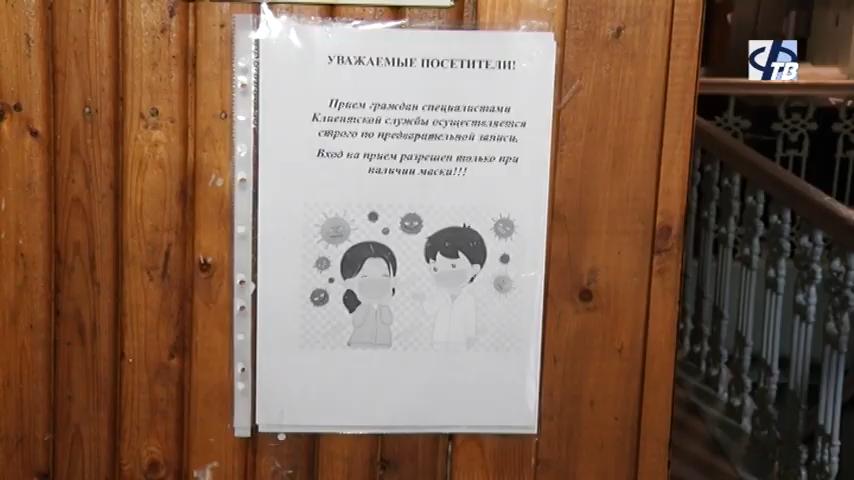 УВАЖАЕМЫЕ ПОСЕТИТЕЛИ!
Прием граждан специалистами
Клиентской службы осуществляется
строго по предварительной записи.
Вход на прием разрешен только при
наличии маски!!!
ТВ